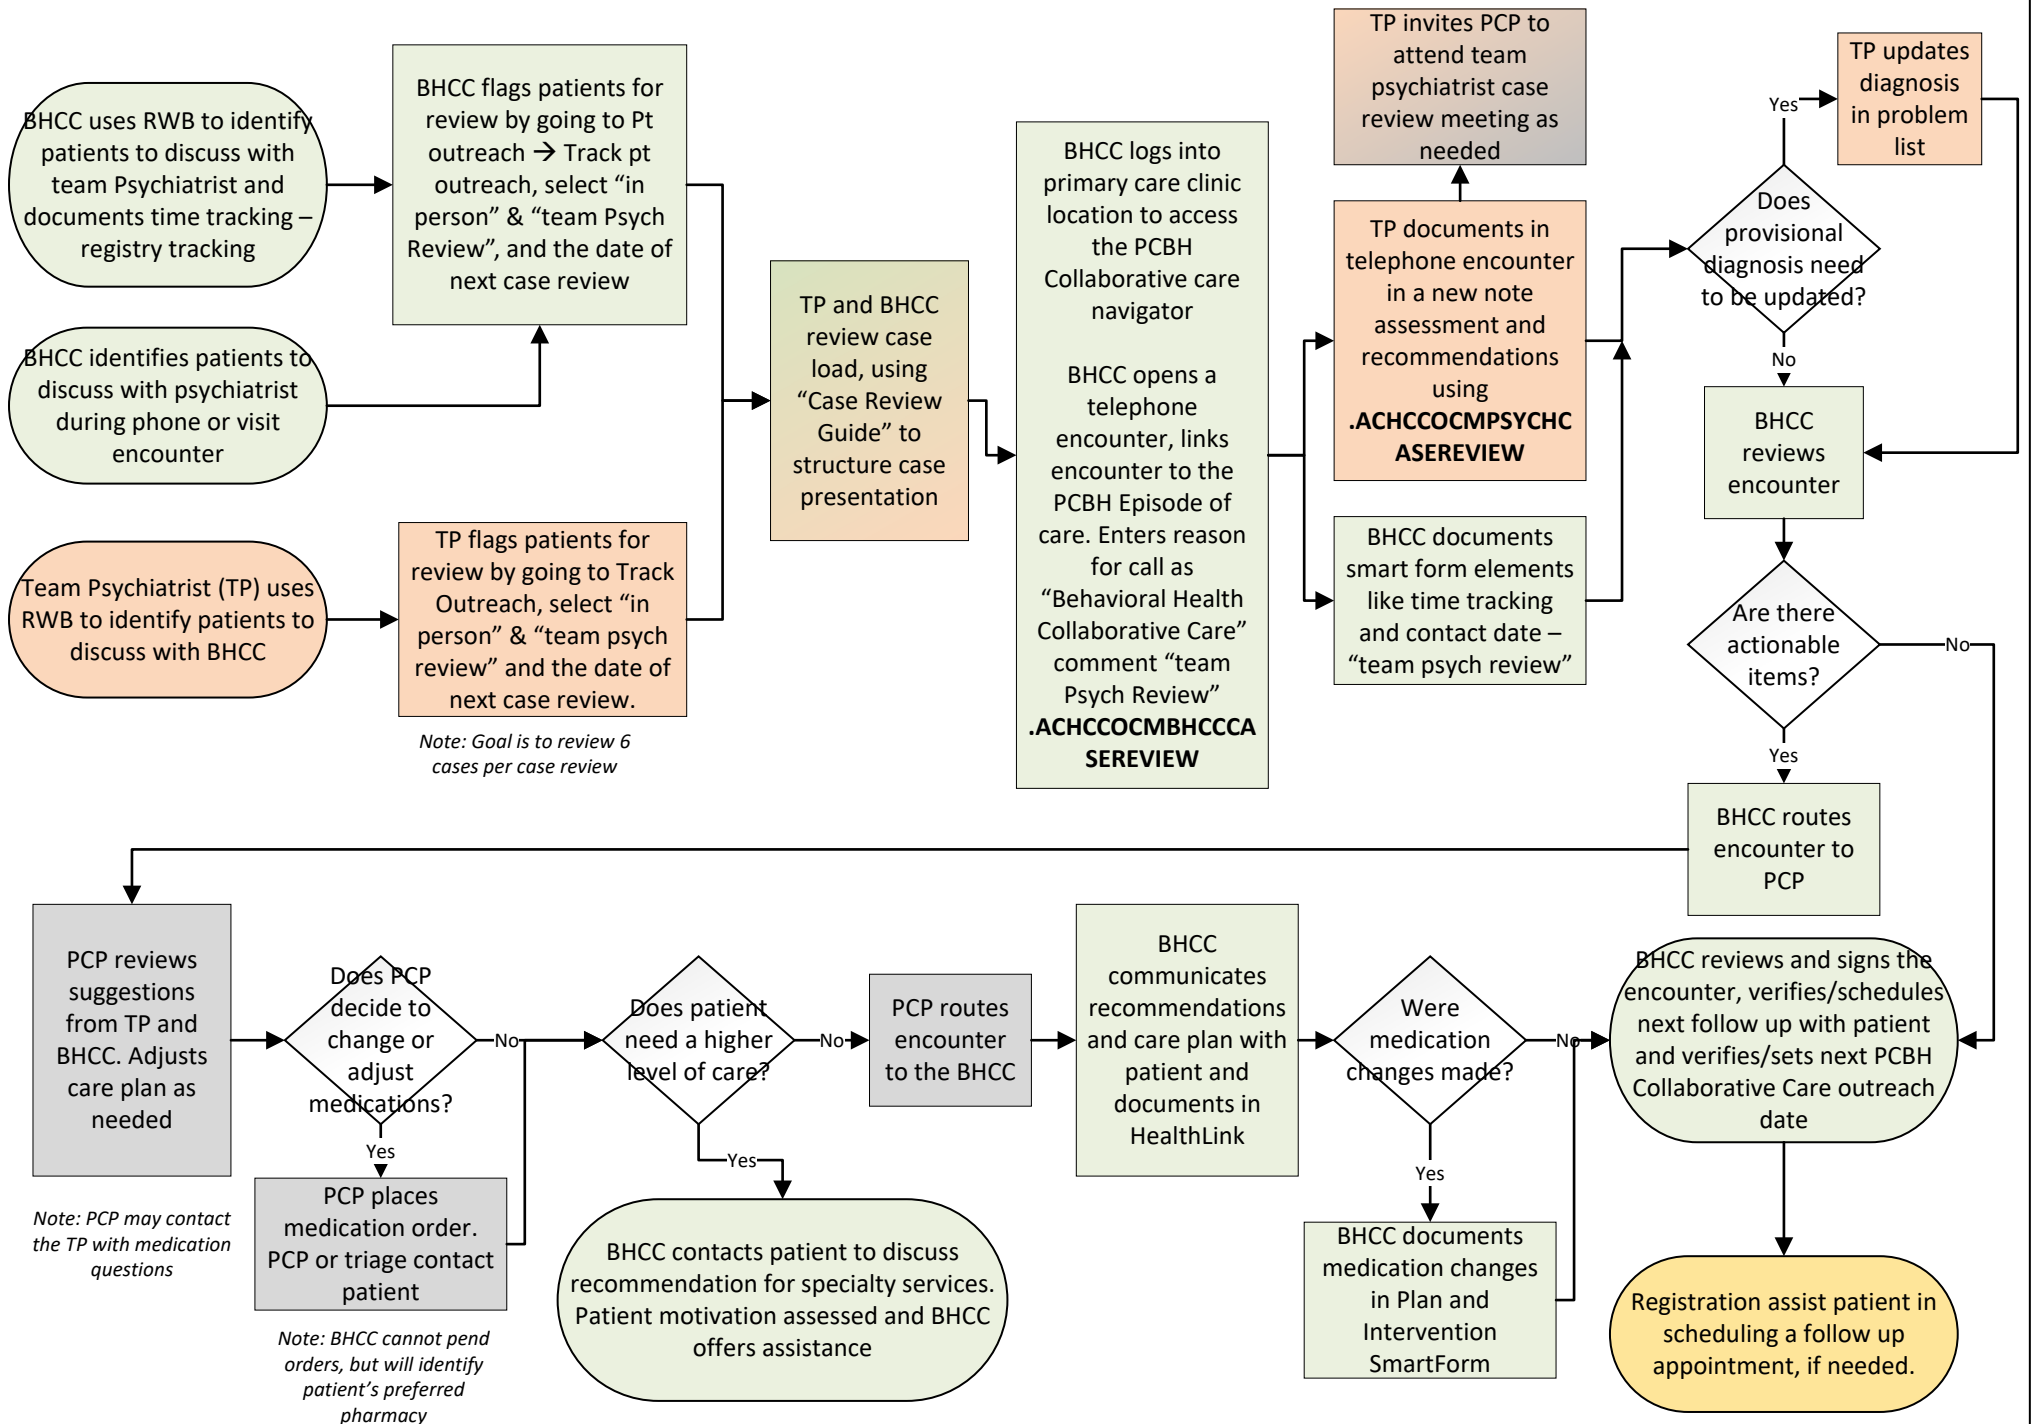 BHCC uses RWB to identify
patients to discuss with
team Psychiatrist and
documents time tracking –
registry tracking
BHCC identifies patients to
discuss with psychiatrist
during phone or visit
encounter
Team Psychiatrist (TP) uses
RWB to identify patients to
discuss with BHCC
BHCC flags patients for
review by going to Pt
outreach → Track pt
outreach, select “in
person” & “team Psych
Review”, and the date of
next case review
TP flags patients for
review by going to Track
Outreach, select “in
person” & “team psych
review” and the date of
next case review.
Note: Goal is to review 6
cases per case review
TP and BHCC
review case
load, using
“Case Review
Guide” to
structure case
presentation
BHCC logs into
primary care clinic
location to access
the PCBH
Collaborative care
navigator
BHCC opens a
telephone
encounter, links
encounter to the
PCBH Episode of
care. Enters reason
for call as
“Behavioral Health
Collaborative Care”
comment “team
Psych Review”
.ACHCCOCMBHCCCA
SEREVIEW
TP invites PCP to
attend team
psychiatrist case
review meeting as
needed
TP documents in
telephone encounter
in a new note
assessment and
recommendations
using
.ACHCCOCMPSYCHC
ASEREVIEW
BHCC documents
smart form elements
like time tracking
and contact date –
“team psych review”
Does
provisional
diagnosis need
to be updated?
Yes
TP updates
diagnosis
in problem
list
No
BHCC
reviews
encounter
Are there
actionable
items?
No
Yes
BHCC routes
encounter to
PCP
PCP reviews
suggestions
from TP and
BHCC. Adjusts
care plan as
needed
Note: PCP may contact
the TP with medication
questions
Does PCP
decide to
change or
adjust
medications?
No
Yes
PCP places
medication order.
PCP or triage contact
patient
Note: BHCC cannot pend
orders, but will identify
patient’s preferred
pharmacy
Does patient
need a higher
level of care?
No
Yes
BHCC contacts patient to discuss
recommendation for specialty services.
Patient motivation assessed and BHCC
offers assistance
PCP routes
encounter
to the BHCC
BHCC
communicates
recommendations
and care plan with
patient and
documents in
HealthLink
Were
medication
changes made?
No
Yes
BHCC documents
medication changes
in Plan and
Intervention
SmartForm
BHCC reviews and signs the
encounter, verifies/schedules
next follow up with patient
and verifies/sets next PCBH
Collaborative Care outreach
date
Registration assist patient in
scheduling a follow up
appointment, if needed.